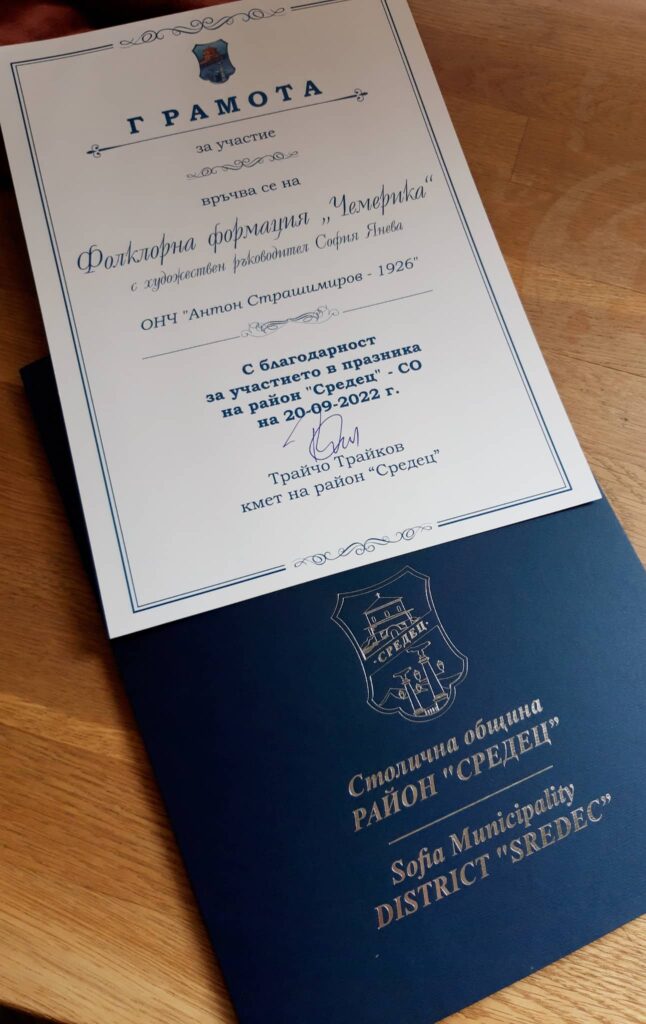 ГРАМОТА
за участие
връчва се на
Фолклорна формация „Чемерика“
с художествен ръководител София Янева
ОНЧ "Антон Страшимиров - 1926"
С благодарност
за участието в празника
на район "Средец" - СО
на 20-09-2022 г.
Трайчо Трайков
кмет на район “Средец”
·СРЕДЕЦ·
Столична община
РАЙОН "СРЕДЕЦ”
Sofia Municipality
DISTRICT "SREDEC”